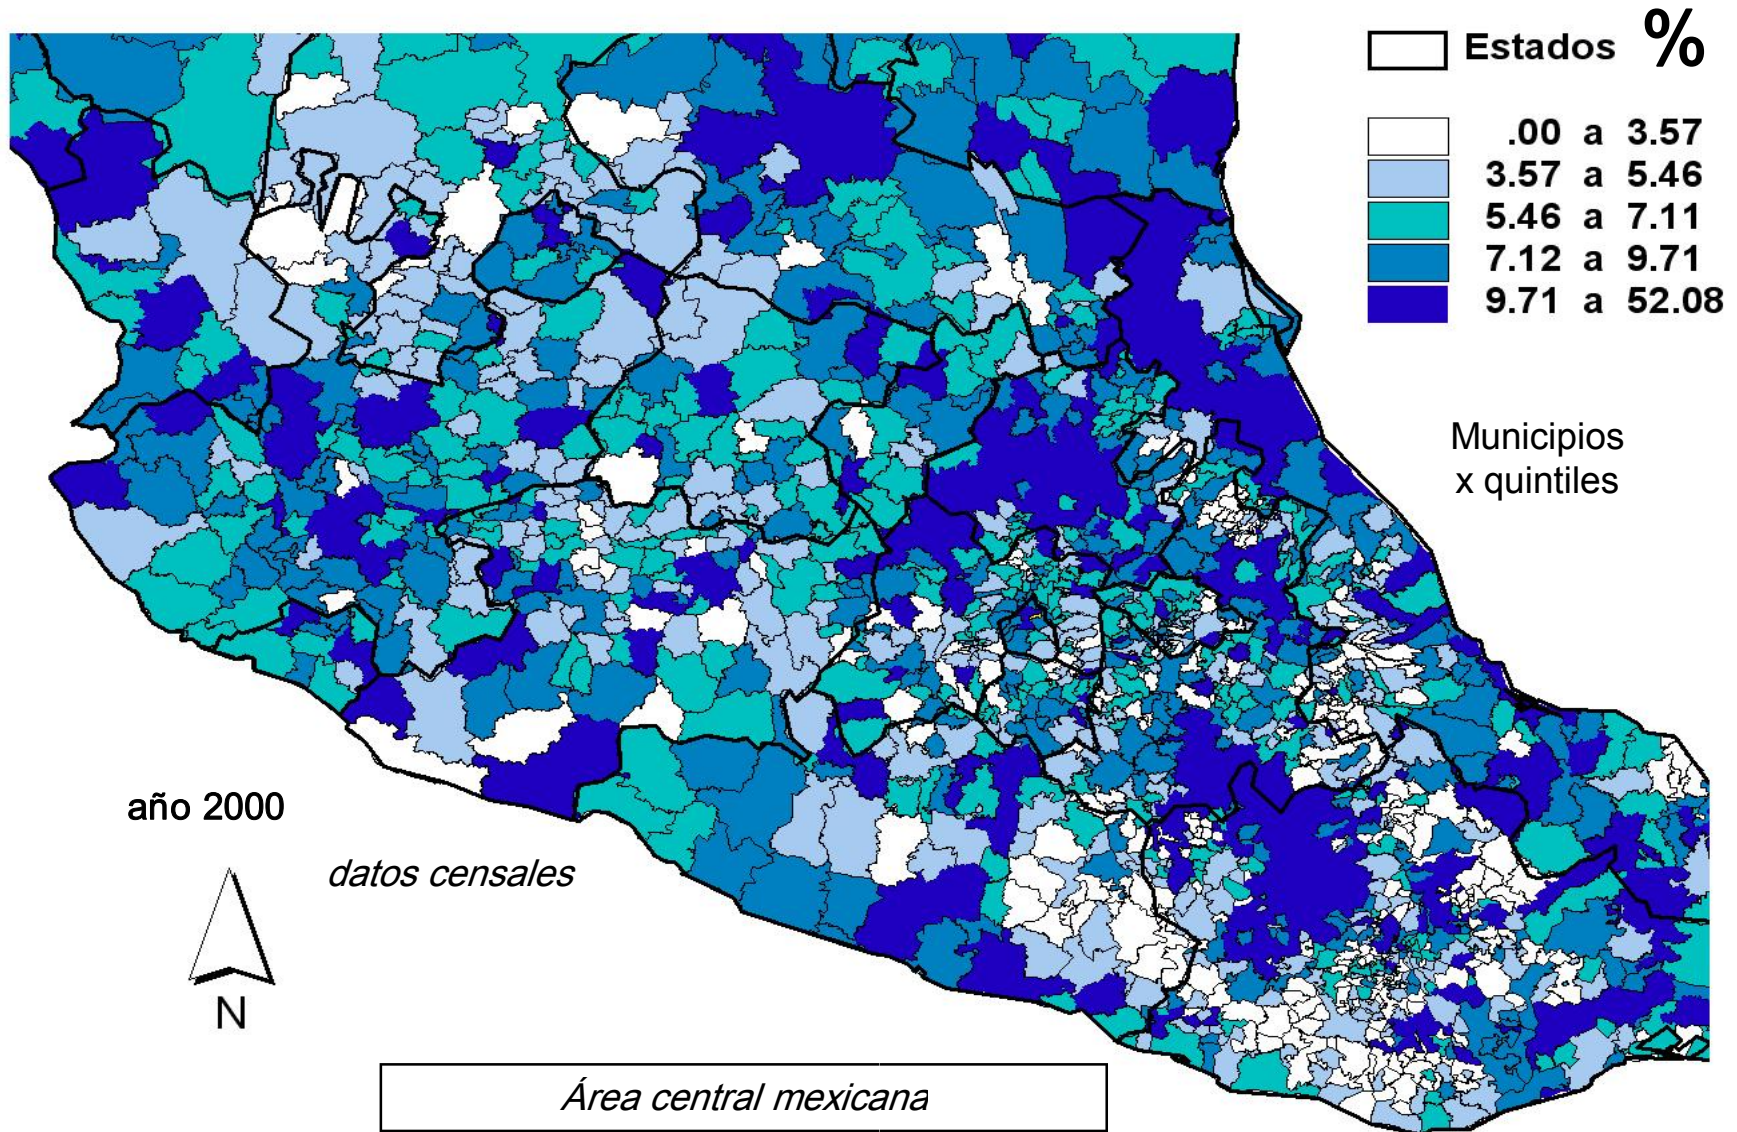 Estados %
.00 a 3.57
3.57 a 5.46
5.46 a 7.11
7.12 a 9.71
9.71 a 52.08
Municipios
x quintiles
año 2000
datos censales
N
Área central mexicana